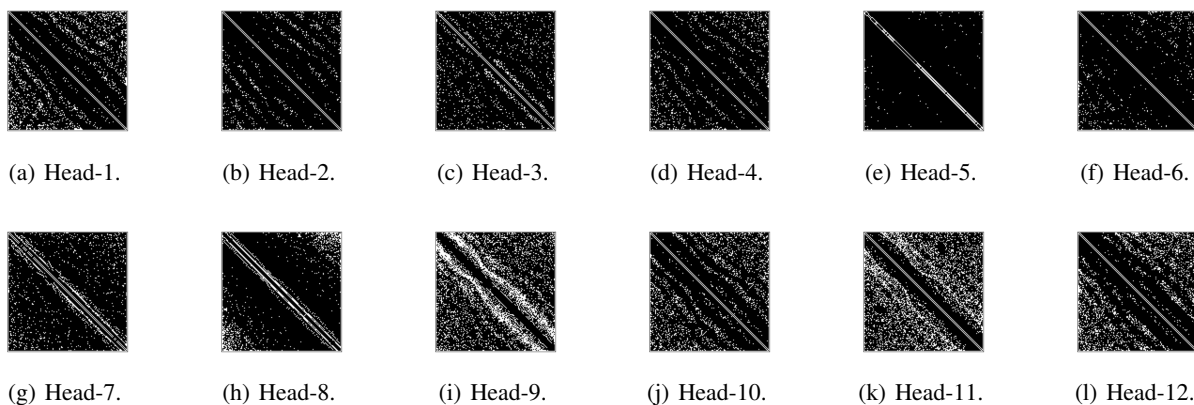 (a) Head-1. (b) Head-2. (c) Head-3. (d) Head-4. (e) Head-5. (f) Head-6.
(g) Head-7. (h) Head-8. (i) Head-9. (j) Head-10. (k) Head-11. (l) Head-12.